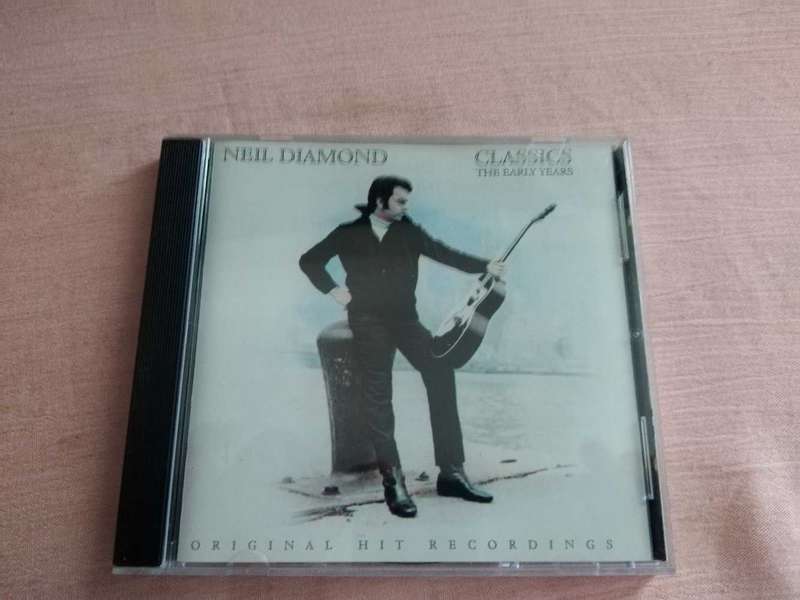 NEIL DIAMOND
CLASSICS
THE EARLY YEARS
ORIGINAL HIT RECORDINGS